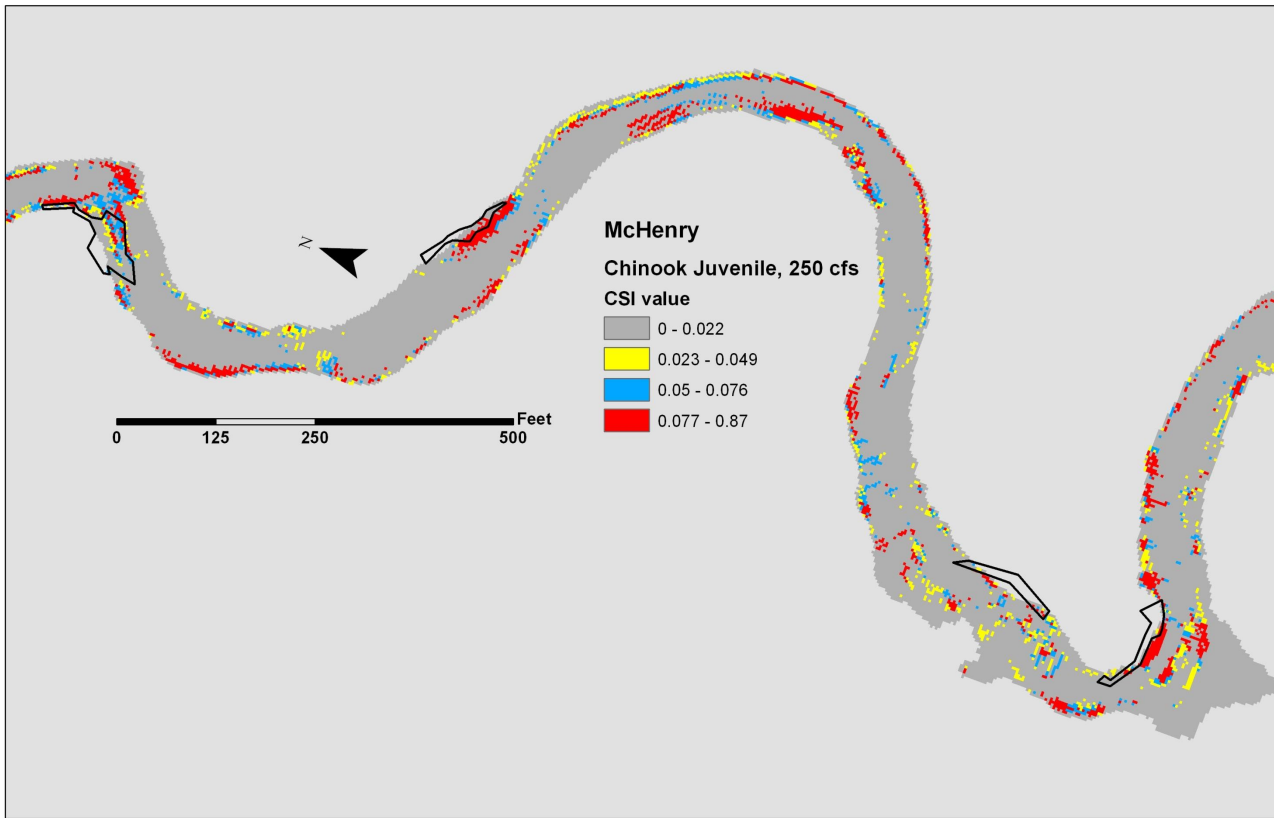 N
McHenry
Chinook Juvenile, 250 cfs
CSI value
0 - 0.022
0.023 - 0.049
0.05 - 0.076
0.077 - 0.87
Feet
0 125 250 500